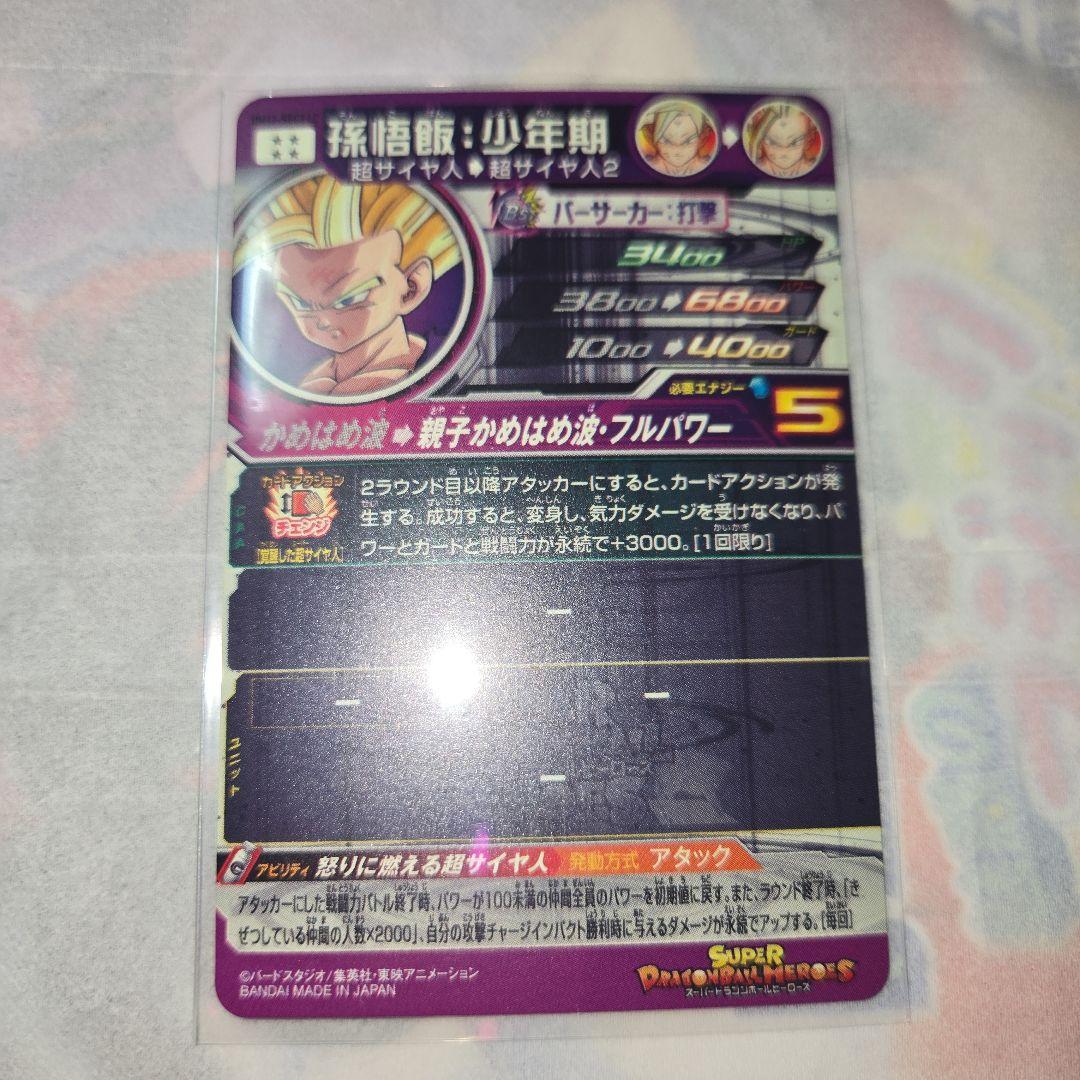 孫悟飯:少年期
超サイヤ人➡超サイヤ人2
BS バーサーカー:打撃
3400 HP
3800➡6800 パワー
1000➡4000 ガード
必要エナジー 5
かめはめ波➡親子かめはめ波・フルパワー
カードアクション
チェンジ
[覚醒した超サイヤ人]
2ラウンド目以降アタッカーにすると、カードアクションが発
生する。成功すると、変身し、気力ダメージを受けなくなり、パ
ワーとガードと戦闘力が永続で+3000。[1回限り]
ー
ー ー
ー
ユニット
アビリティ 怒りに燃える超サイヤ人 発動方式 アタック
アタッカーにした戦闘力バトル終了時、パワーが100未満の仲間全員のパワーを初期値に戻す。また、ラウンド終了時、「き
ぜつしている仲間の人数×2000」、自分の攻撃チャージインパクト勝利時に与えるダメージが永続でアップする。[毎回]
©バードスタジオ/集英社・東映アニメーション
BANDAI MADE IN JAPAN
SUPER
DRAGONBALL HEROES
スーパードラゴンボールヒーローズ